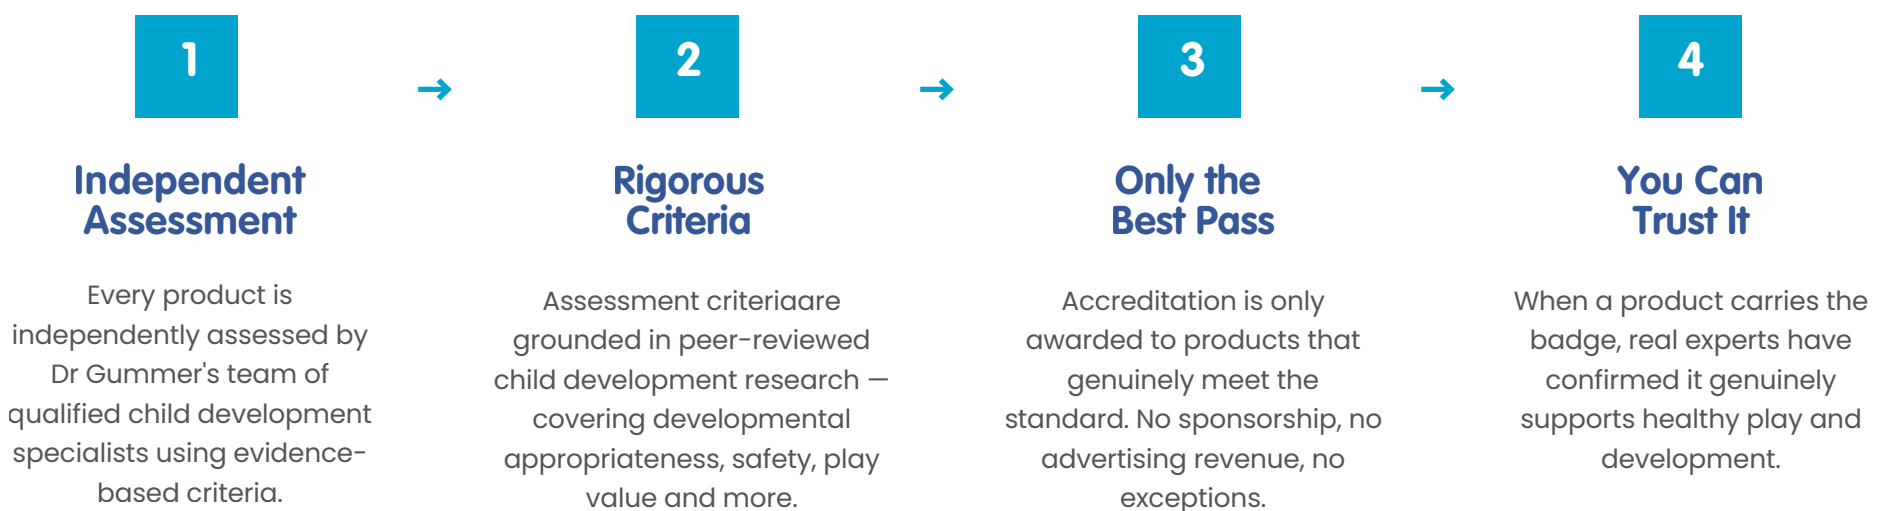 1
→
2
→
3
→
4
Independent
Assessment
Every product is
independently assessed by
Dr Gummer's team of
qualified child development
specialists using evidence-
based criteria.
Rigorous
Criteria
Assessment criteriaare
grounded in peer-reviewed
child development research —
covering developmental
appropriateness, safety, play
value and more.
Only the
Best Pass
Accreditation is only
awarded to products that
genuinely meet the
standard. No sponsorship, no
advertising revenue, no
exceptions.
You Can
Trust It
When a product carries the
badge, real experts have
confirmed it genuinely
supports healthy play and
development.